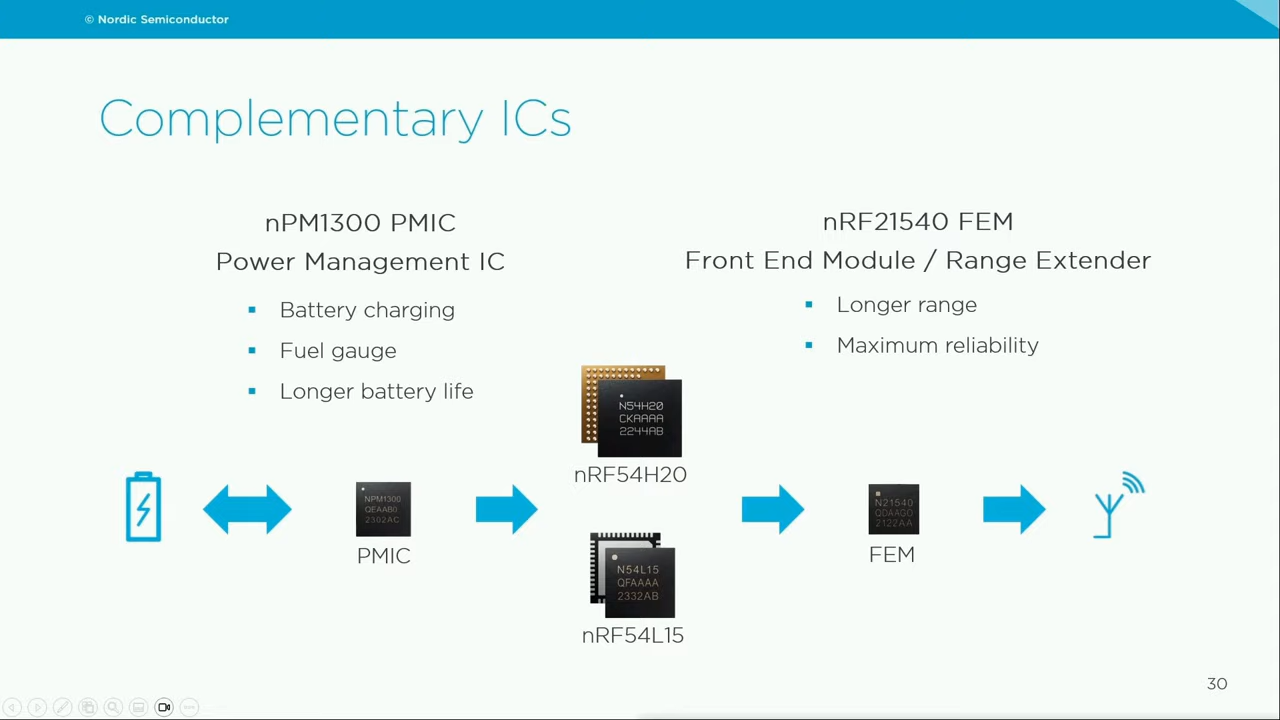 © Nordic Semiconductor
Complementary ICs
nPM1300 PMIC
Power Management IC
▪ Battery charging
▪ Fuel gauge
▪ Longer battery life
nRF21540 FEM
Front End Module / Range Extender
▪ Longer range
▪ Maximum reliability
N54H20
CKAAAA
2244AB
nRF54H20
NPM1300
QEAAB0
2302AC
PMIC
N54L15
QFAAAA
2332AB
nRF54L15
N21540
QDAAG0
2122AA
FEM
30